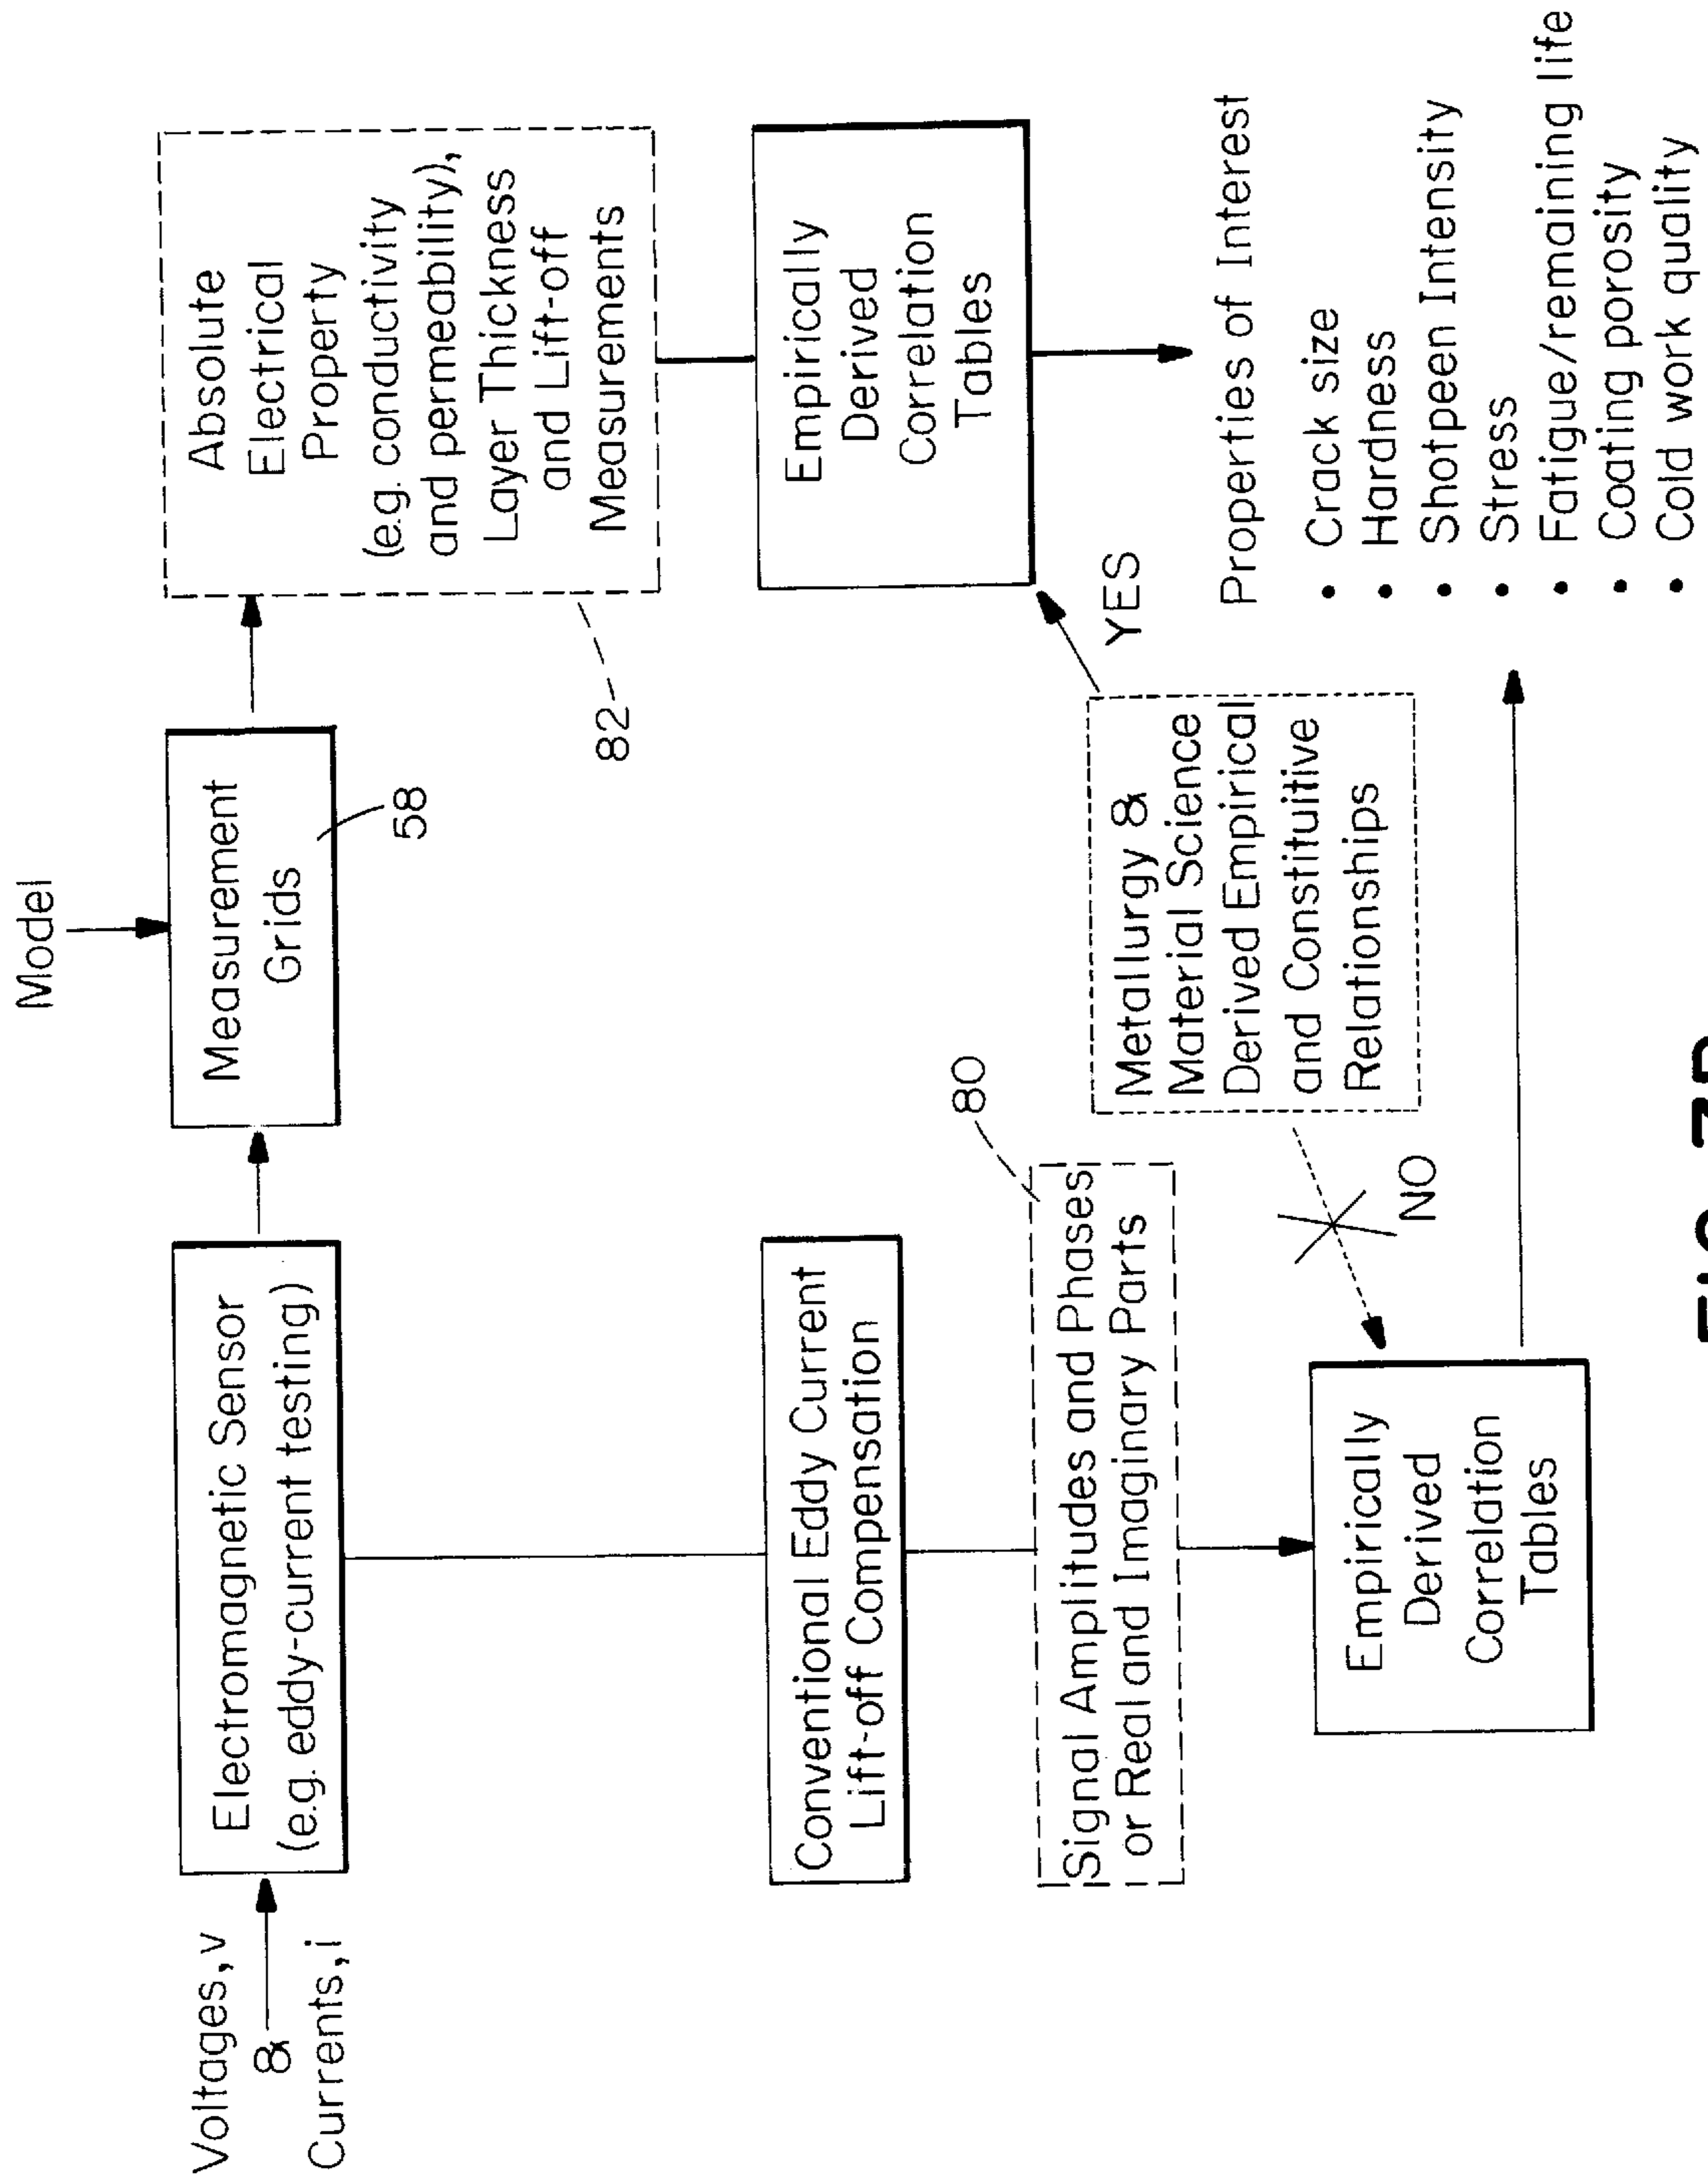 Model
Voltages,v
&
Currents,i
Electromagnetic Sensor
(e.g. eddy-current testing)
Measurement
Grids
58
Absolute
Electrical
Property
(e.g. conductivity
and permeability),
Layer Thickness
and Lift-off
Measurements
82
Conventional Eddy Current
Lift-off Compensation
80
Signal Amplitudes and Phases
or Real and Imaginary Parts
Empirically
Derived
Correlation
Tables
Metallurgy &
Material Science
Derived Empirical
and Constituitive
Relationships
YES
NO
Empirically
Derived
Correlation
Tables
Properties of Interest
• Crack size
• Hardness
• Shotpeen Intensity
• Stress
• Fatigue/remaining life
• Coating porosity
• Cold work quality